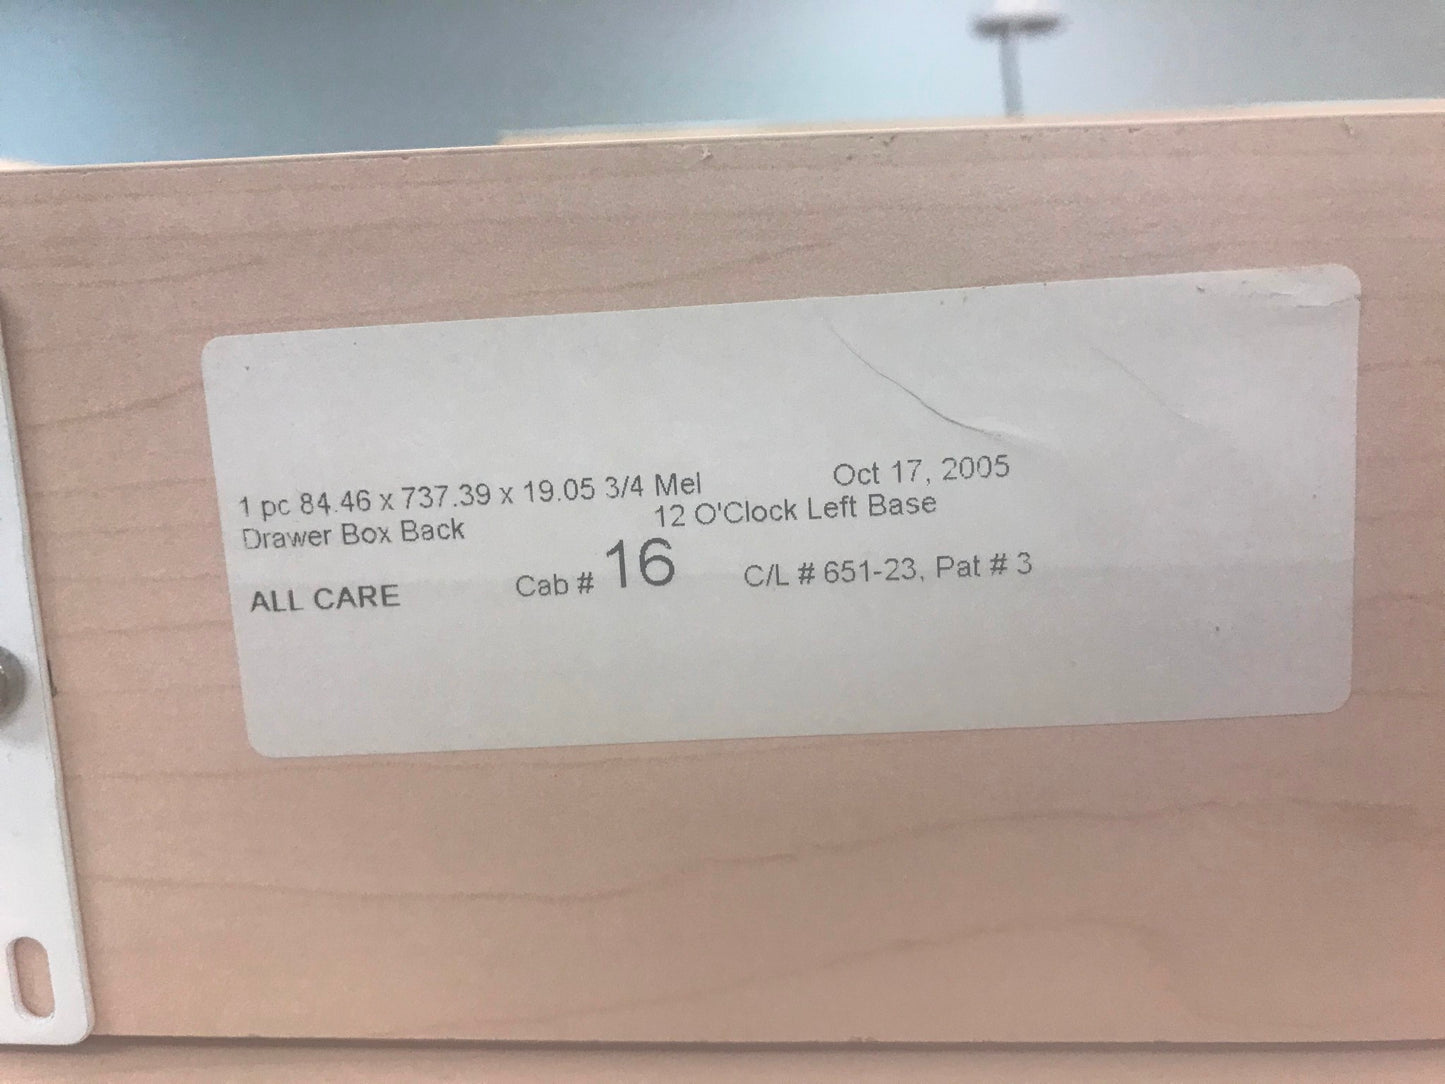 1 pc 84.46 x 737.39 x 19.05 3/4 Mel Oct 17, 2005
Drawer Box Back 12 O'Clock Left Base
ALL CARE Cab # 16 C/L # 651-23, Pat # 3